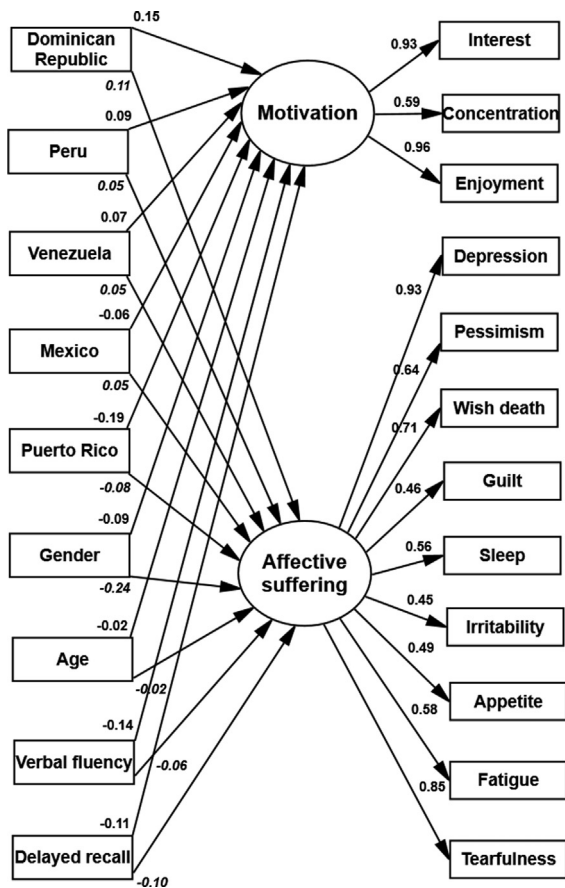 0.15
Dominican
Republic
0.11
0.09
Peru
0.05
0.07
Venezuela
0.05
-0.06
Mexico
0.05
-0.19
Puerto Rico
-0.08
-0.09
Gender
-0.24
-0.02
Age
-0.02
-0.14
Verbal fluency
-0.06
-0.11
Delayed recall
-0.10
Motivation
Affective
suffering
0.93
Interest
0.59
Concentration
0.96
Enjoyment
0.93
Depression
0.64
Pessimism
0.71
Wish death
0.46
Guilt
0.56
Sleep
0.45
Irritability
0.49
Appetite
0.58
Fatigue
0.85
Tearfulness